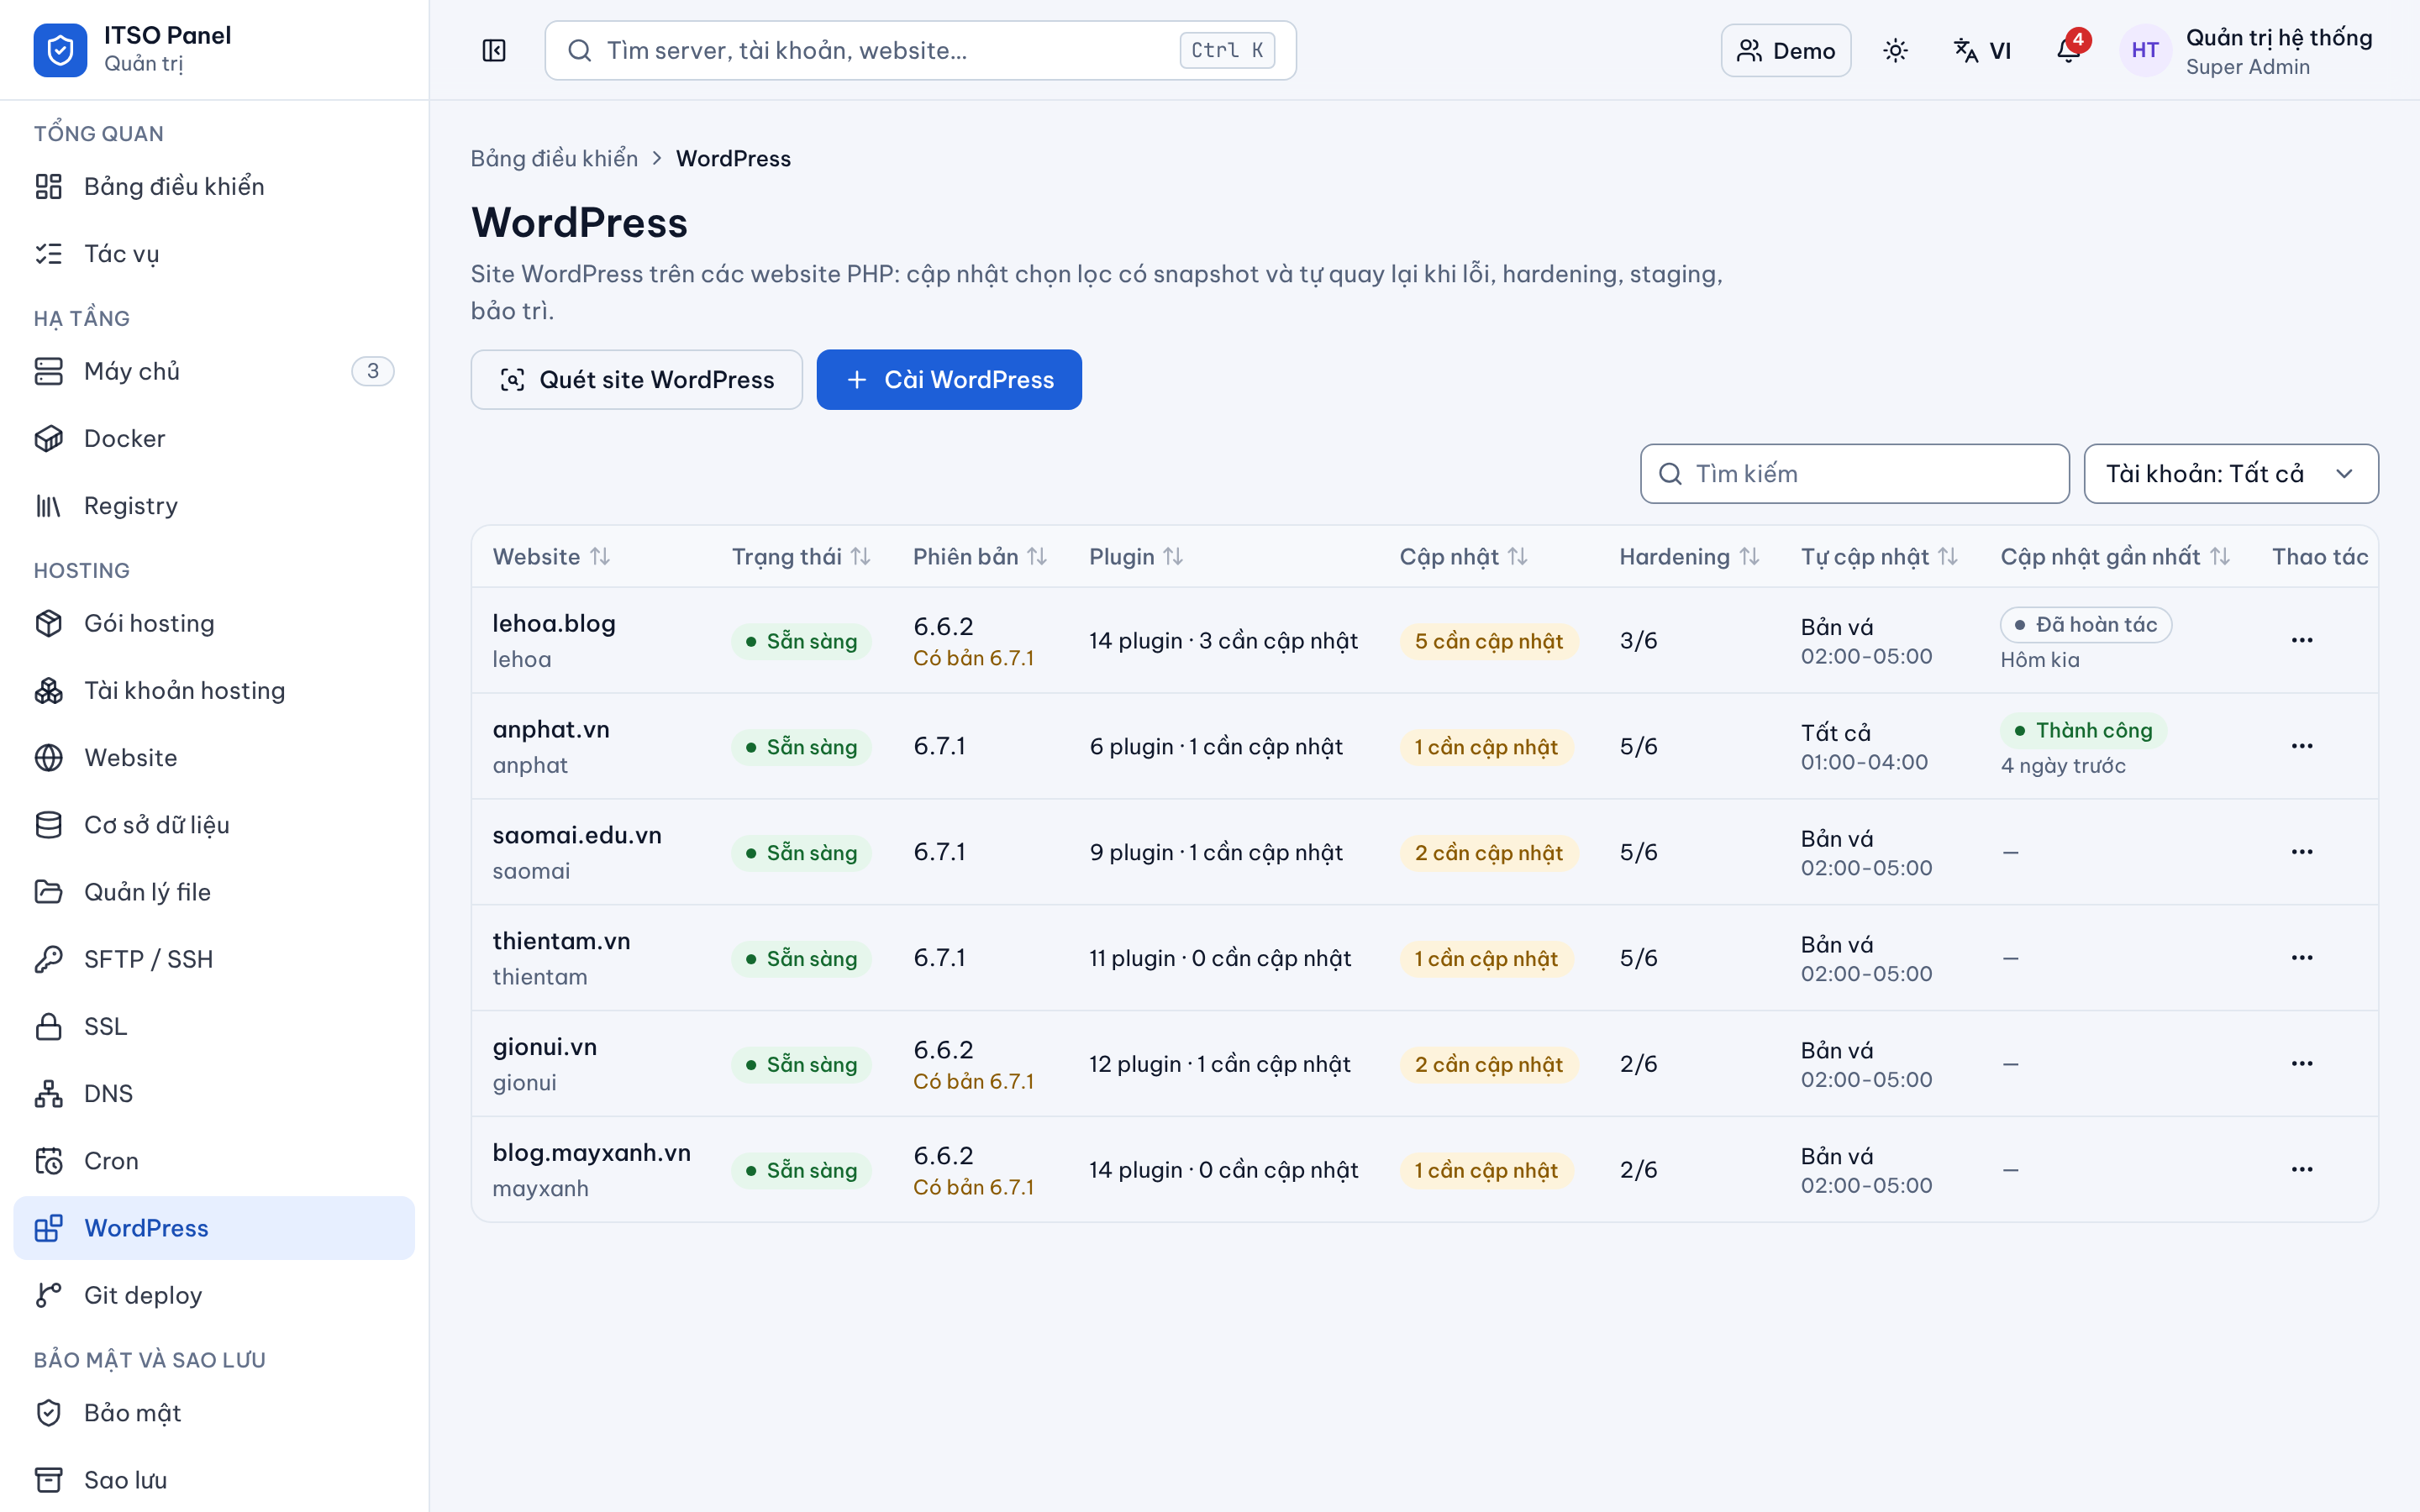 ITSO Panel
Quản trị
Tìm server, tài khoản, website...
Ctrl K
Demo
VI
4
HT
Quản trị hệ thống
Super Admin
TỔNG QUAN
Bảng điều khiển
Tác vụ
HẠ TẦNG
Máy chủ
3
Docker
Registry
HOSTING
Gói hosting
Tài khoản hosting
Website
Cơ sở dữ liệu
Quản lý file
SFTP / SSH
SSL
DNS
Cron
WordPress
Git deploy
BẢO MẬT VÀ SAO LƯU
Bảo mật
Sao lưu
Bảng điều khiển > WordPress
WordPress
Site WordPress trên các website PHP: cập nhật chọn lọc có snapshot và tự quay lại khi lỗi, hardening, staging,
bảo trì.
Quét site WordPress
+ Cài WordPress
Tìm kiếm
Tài khoản: Tất cả
Website Trạng thái Phiên bản Plugin Cập nhật Hardening Tự cập nhật Cập nhật gần nhất Thao tác
lehoa.blog Sẵn sàng 6.6.2 14 plugin · 3 cần cập nhật 5 cần cập nhật 3/6 Bản vá Đã hoàn tác
lehoa Có bản 6.7.1 02:00-05:00 Hôm kia
anphat.vn Sẵn sàng 6.7.1 6 plugin · 1 cần cập nhật 1 cần cập nhật 5/6 Tất cả Thành công
anphat 01:00-04:00 4 ngày trước
saomai.edu.vn Sẵn sàng 6.7.1 9 plugin · 1 cần cập nhật 2 cần cập nhật 5/6 Bản vá —
saomai 02:00-05:00
thientam.vn Sẵn sàng 6.7.1 11 plugin · 0 cần cập nhật 1 cần cập nhật 5/6 Bản vá —
thientam 02:00-05:00
gionui.vn Sẵn sàng 6.6.2 12 plugin · 1 cần cập nhật 2 cần cập nhật 2/6 Bản vá —
gionui Có bản 6.7.1 02:00-05:00
blog.mayxanh.vn Sẵn sàng 6.6.2 14 plugin · 0 cần cập nhật 1 cần cập nhật 2/6 Bản vá —
mayxanh Có bản 6.7.1 02:00-05:00